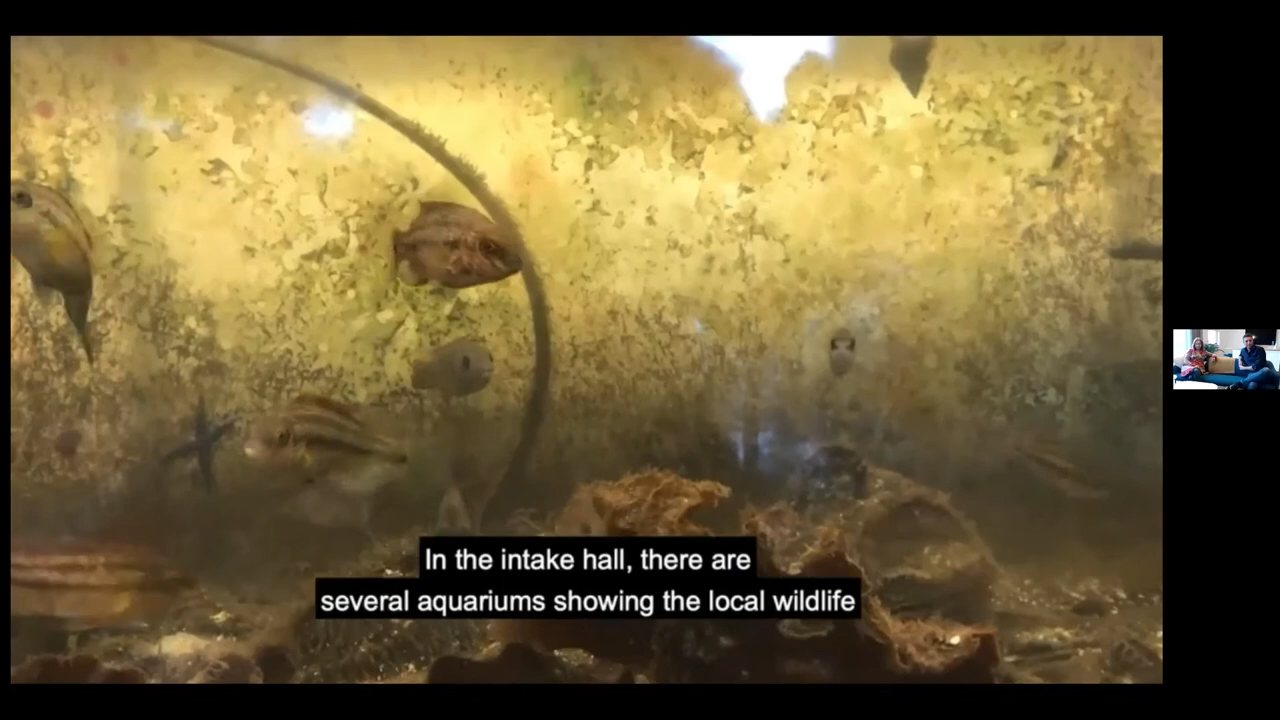 In the intake hall, there are
several aquariums showing the local wildlife